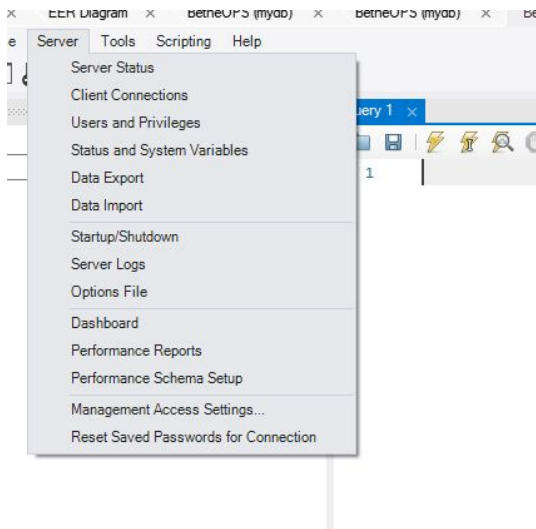 EER Diagram × BetheOPS (mydb) × BetheOPS (mydb) × Be
e Server Tools Scripting Help
Server Status
Client Connections
Users and Privileges
uery 1 ×
Status and System Variables
Data Export
1
Data Import
Startup/Shutdown
Server Logs
Options File
Dashboard
Performance Reports
Performance Schema Setup
Management Access Settings...
Reset Saved Passwords for Connection